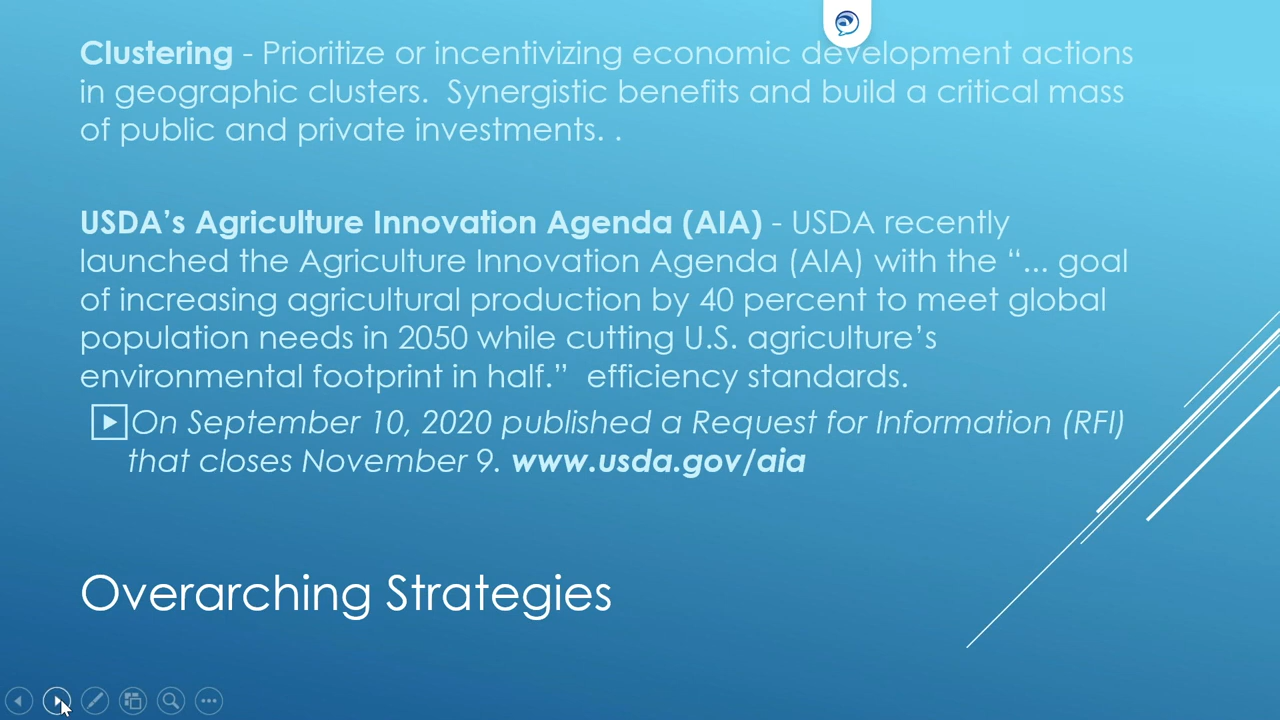 Clustering - Prioritize or incentivizing economic development actions
in geographic clusters.  Synergistic benefits and build a critical mass
of public and private investments. .
USDA’s Agriculture Innovation Agenda (AIA) - USDA recently
launched the Agriculture Innovation Agenda (AIA) with the “... goal
of increasing agricultural production by 40 percent to meet global
population needs in 2050 while cutting U.S. agriculture’s
environmental footprint in half.”  efficiency standards.
On September 10, 2020 published a Request for Information (RFI)
that closes November 9. www.usda.gov/aia
Overarching Strategies